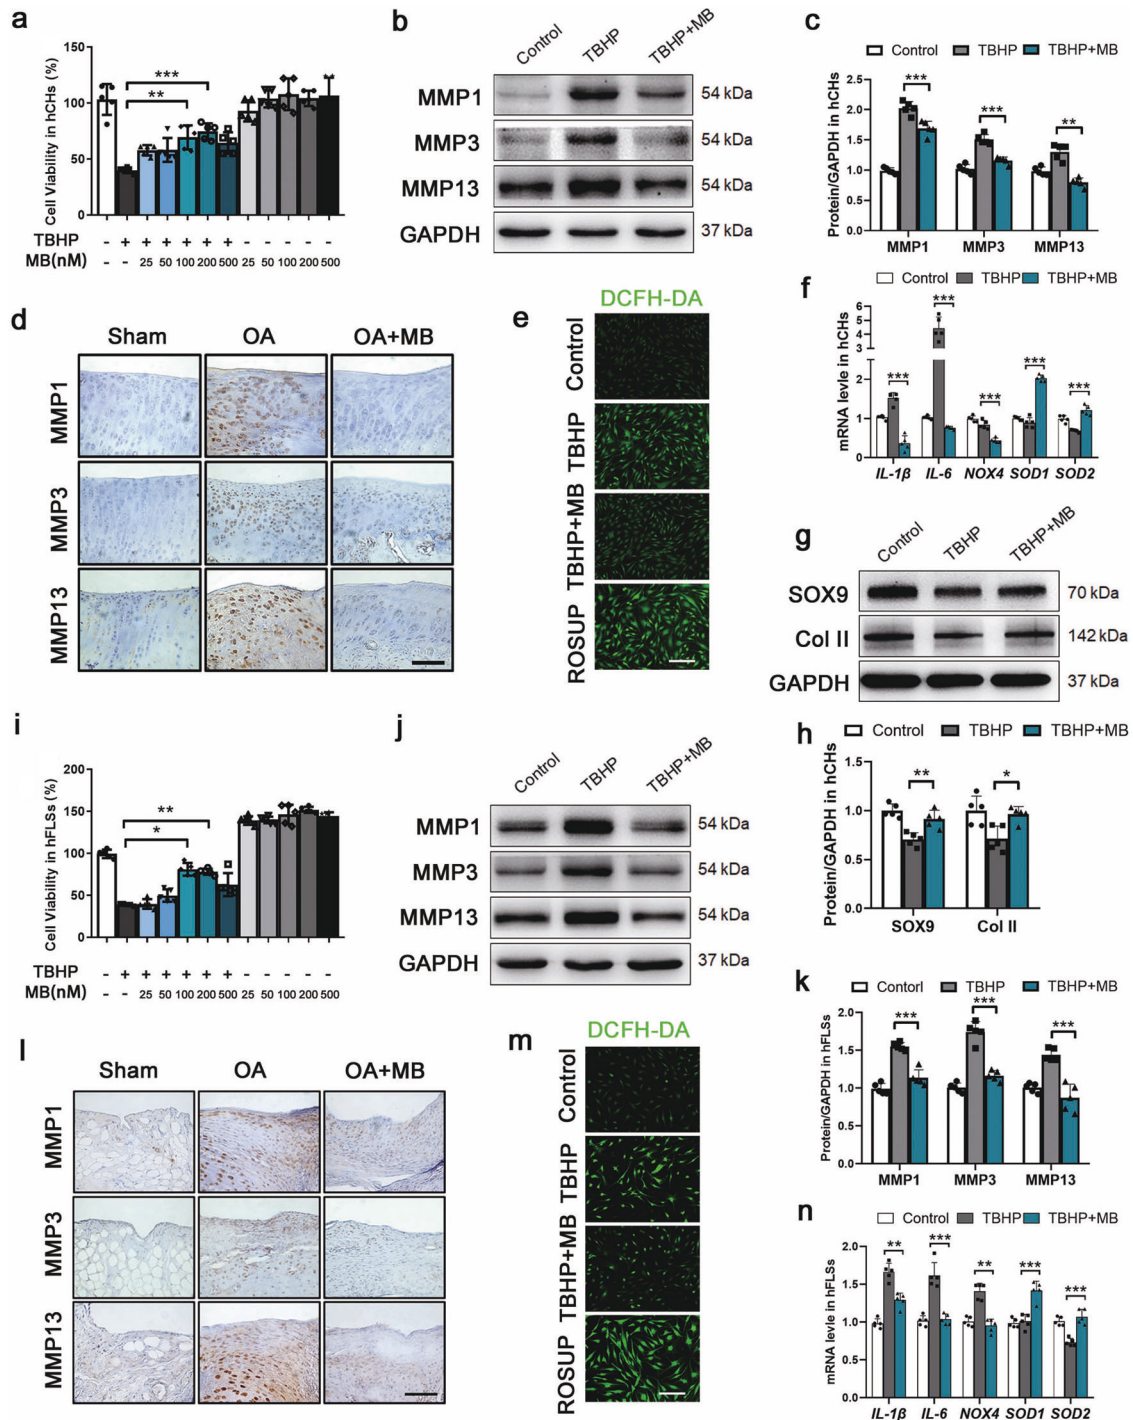 a
Cell Viability in hCHs (%)
150
100
50
0
***
**
TBHP - + + + + + + - - - - -
MB(nM) - - 25 50 100 200 500 25 50 100 200 500
b
Control TBHP TBHP+MB
MMP1 54 kDa
MMP3 54 kDa
MMP13 54 kDa
GAPDH 37 kDa
c
Control TBHP TBHP+MB
Protein/GAPDH in hCHs
2.5
2.0
1.5
1.0
0.5
0.0
*** *** **
MMP1 MMP3 MMP13
d
Sham OA OA+MB
MMP1
MMP3
MMP13
e
DCFH-DA
Control
TBHP
TBHP+MB
ROSUP
f
Control TBHP TBHP+MB
mRNA levle in hCHs
6
5
4
3
2
1
0
*** *** *** *** ***
IL-1β IL-6 NOX4 SOD1 SOD2
g
Control TBHP TBHP+MB
SOX9 70 kDa
Col II 142 kDa
GAPDH 37 kDa
h
Control TBHP TBHP+MB
Protein/GAPDH in hCHs
1.5
1.0
0.5
0.0
** *
SOX9 Col II
i
Cell Viability in hFLSs (%)
200
150
100
50
0
**
*
TBHP - + + + + + + - - - - -
MB(nM) - - 25 50 100 200 500 25 50 100 200 500
j
Control TBHP TBHP+MB
MMP1 54 kDa
MMP3 54 kDa
MMP13 54 kDa
GAPDH 37 kDa
k
Contorl TBHP TBHP+MB
Protein/GAPDH in hFLSs
2.0
1.5
1.0
0.5
0.0
*** *** ***
MMP1 MMP3 MMP13
l
Sham OA OA+MB
MMP1
MMP3
MMP13
m
DCFH-DA
Control
TBHP
TBHP+MB
ROSUP
n
Control TBHP TBHP+MB
mRNA levle in hFLSs
2.0
1.5
1.0
0.5
0.0
** *** ** *** ***
IL-1β IL-6 NOX4 SOD1 SOD2